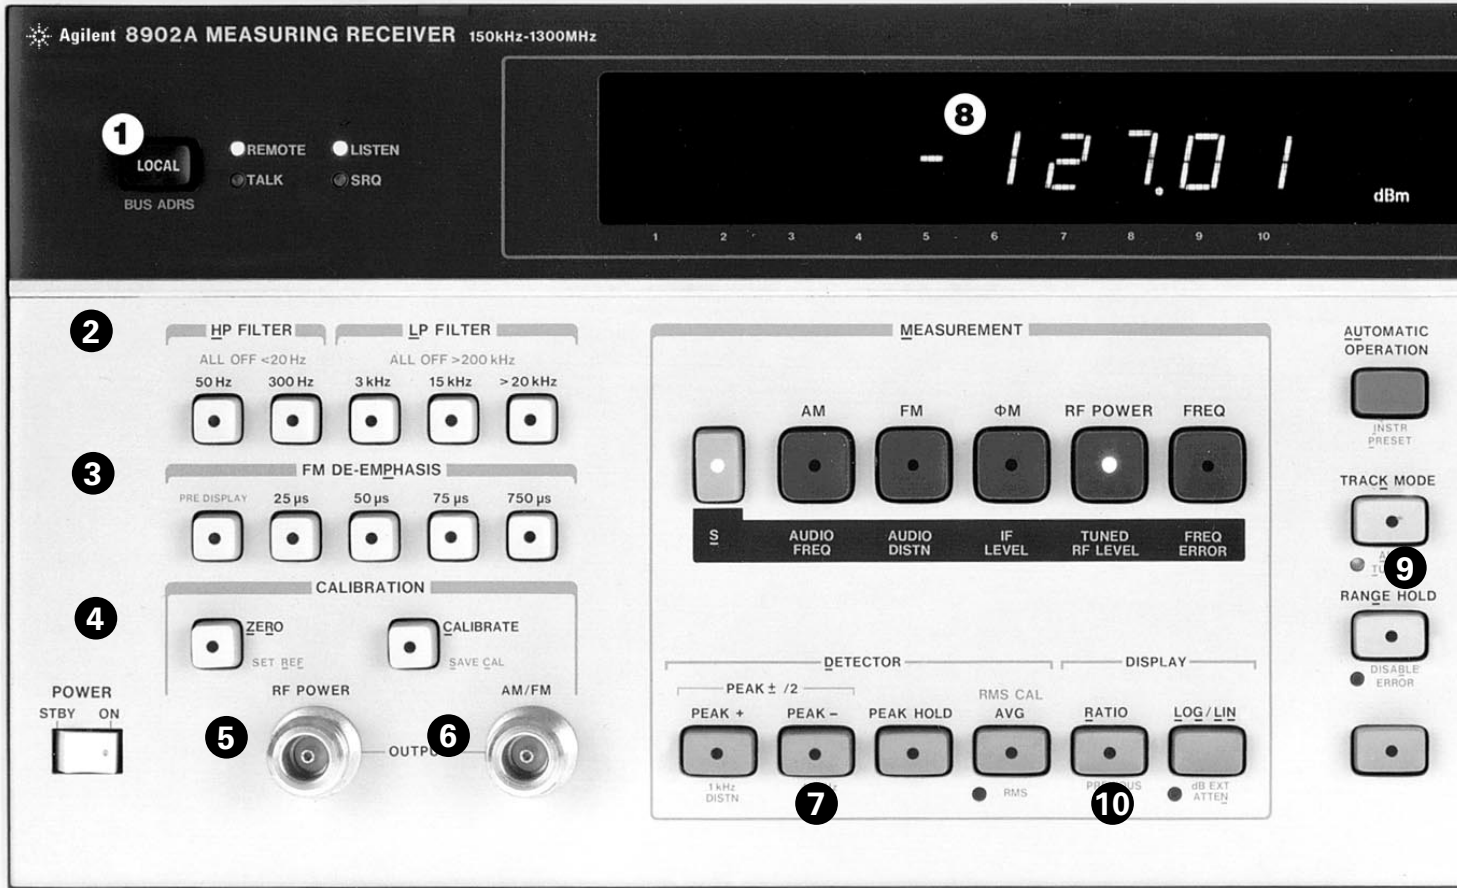 Agilent 8902A MEASURING RECEIVER 150kHz-1300MHz
1
LOCAL
REMOTE LISTEN
TALK SRQ
BUS ADRS
8
-127.01
dBm
1 2 3 4 5 6 7 8 9 10
2
HP FILTER LP FILTER
ALL OFF <20 Hz ALL OFF >200 kHz
50 Hz 300 Hz 3 kHz 15 kHz >20 kHz
3
FM DE-EMPHASIS
PRE DISPLAY 25 µs 50 µs 75 µs 750 µs
CALIBRATION
4
ZERO CALIBRATE
SET REF SAVE CAL
POWER
STBY ON
RF POWER AM/FM
5
6
MEASUREMENT
AM FM ΦM RF POWER FREQ
S
AUDIO FREQ
AUDIO DISTN
IF LEVEL
TUNED RF LEVEL
FREQ ERROR
DETECTOR DISPLAY
PEAK ± /2
RMS CAL
PEAK + PEAK – PEAK HOLD AVG RATIO LOG/LIN
1 kHz
DISTN
7
RMS
10
dB EXT
ATTEN
AUTOMATIC
OPERATION
INSTR
PRESET
TRACK MODE
9
RANGE HOLD
DISABLE
ERROR